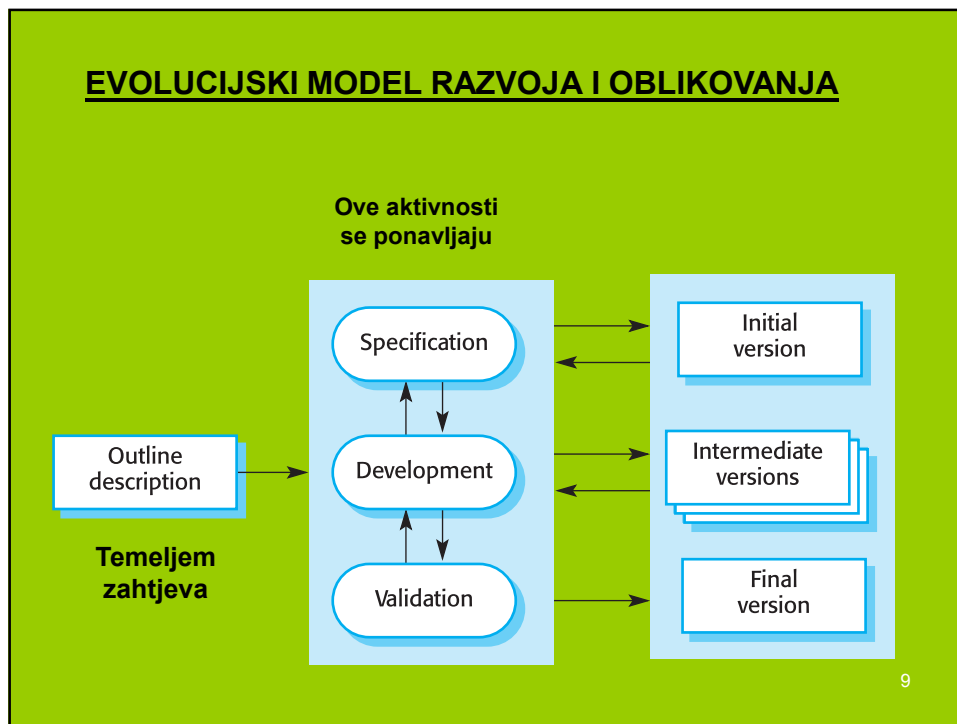 EVOLUCIJSKI MODEL RAZVOJA I OBLIKOVANJA
Ove aktivnosti
se ponavljaju
Specification
Initial
version
Outline
description
Development
Intermediate
versions
Temeljem
zahtjeva
Validation
Final
version
9